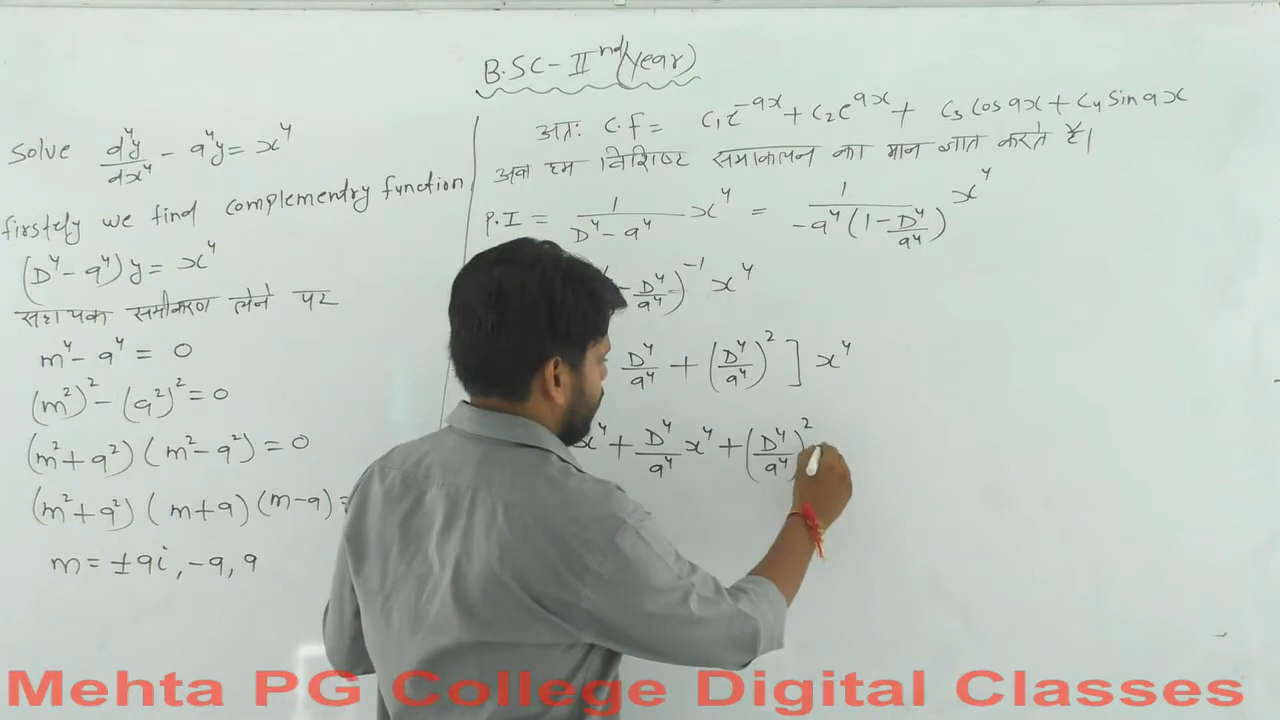 B.SC-IInd(Year)
Solve d⁴y/dx⁴ - a⁴y = x⁴
firstely we find complementry function
(D⁴ - a⁴) y = x⁴
सहायक समीकरण लेने पर
m⁴ - a⁴ = 0
(m²)² - (a²)² = 0
(m² + a²) (m² - a²) = 0
(m² + a²) (m + a) (m - a) =
m = ± ai, -a, a
अतः C.f = C₁e⁻ᵃˣ + C₂eᵃˣ + C₃ Cos ax + C₄ Sin ax
अब हम विशिष्ट समाकलन का मान ज्ञात करते है।
P.I = 1/(D⁴ - a⁴) x⁴ = 1/(-a⁴(1 - D⁴/a⁴)) x⁴
- D⁴/a⁴)⁻¹ x⁴
D⁴/a⁴ + (D⁴/a⁴)² ] x⁴
x⁴ + D⁴/a⁴ x⁴ + (D⁴/a⁴)²
Mehta PG College Digital Classes